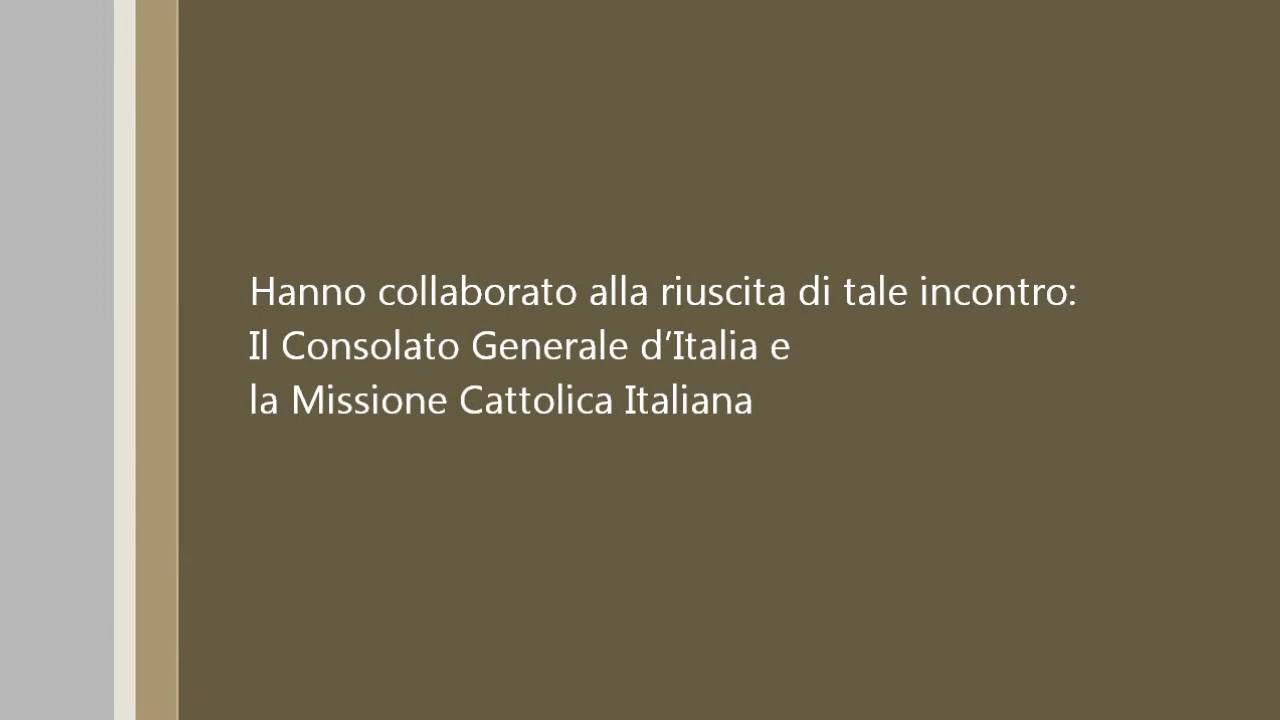 Hanno collaborato alla riuscita di tale incontro:
Il Consolato Generale d’Italia e
la Missione Cattolica Italiana